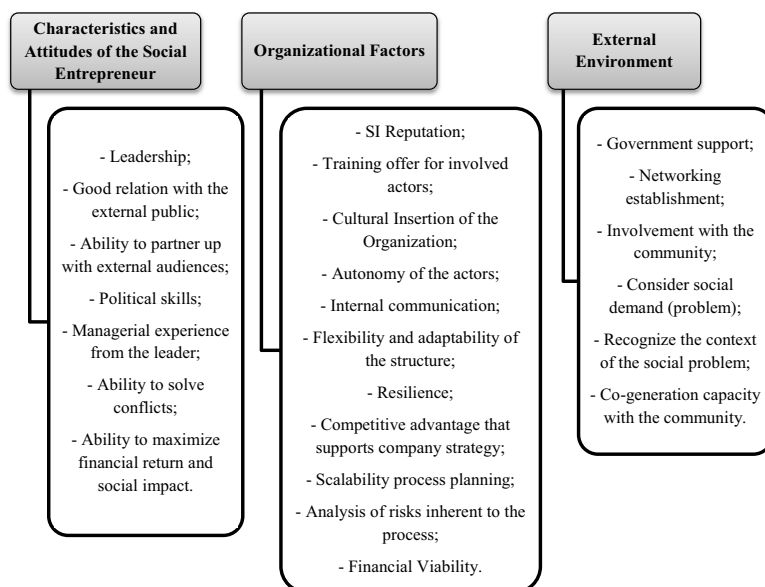 Characteristics and
Attitudes of the Social
Entrepreneur
- Leadership;
- Good relation with the
external public;
- Ability to partner up
with external audiences;
- Political skills;
- Managerial experience
from the leader;
- Ability to solve
conflicts;
- Ability to maximize
financial return and
social impact.
Organizational Factors
- SI Reputation;
- Training offer for involved
actors;
- Cultural Insertion of the
Organization;
- Autonomy of the actors;
- Internal communication;
- Flexibility and adaptability of
the structure;
- Resilience;
- Competitive advantage that
supports company strategy;
- Scalability process planning;
- Analysis of risks inherent to the
process;
- Financial Viability.
External
Environment
- Government support;
- Networking
establishment;
- Involvement with the
community;
- Consider social
demand (problem);
- Recognize the context
of the social problem;
- Co-generation capacity
with the community.